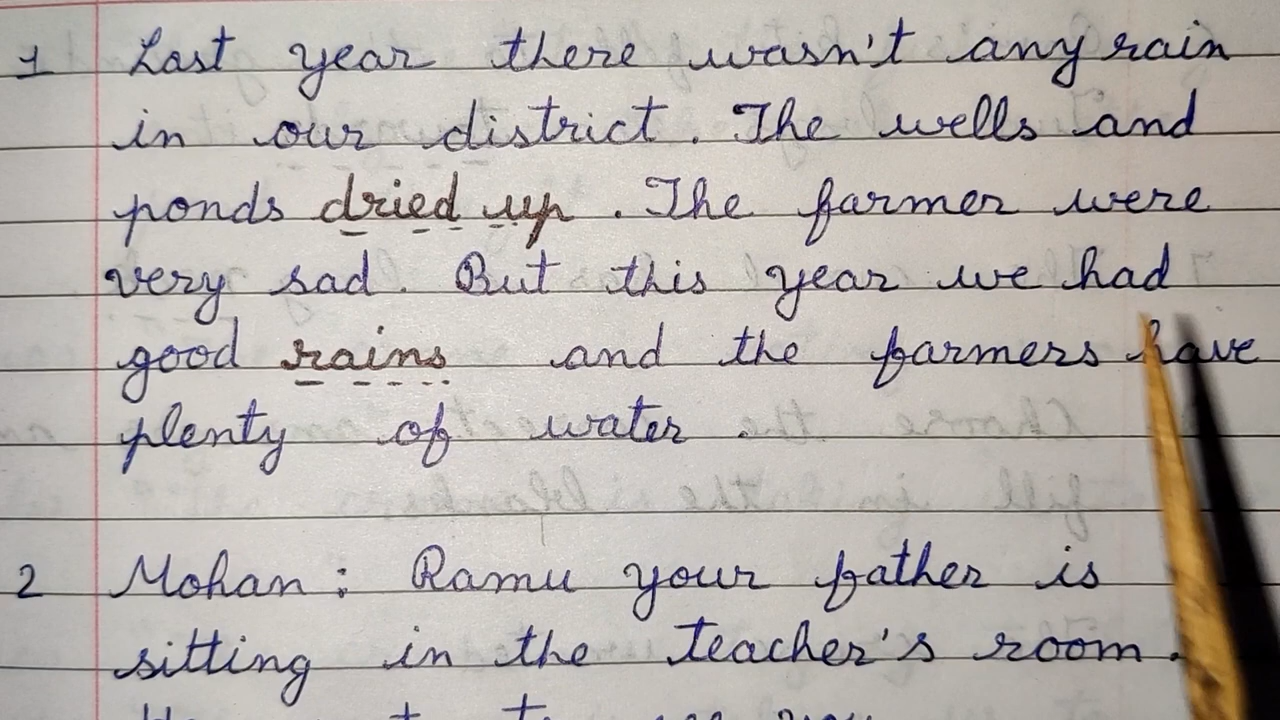 1 Last year there wasn't any rain
in our district. The wells and
ponds dried up. The farmer were
very sad. But this year we had
good rains and the farmers have
plenty of water.
2 Mohan: Ramu your father is
sitting in the teacher's room.